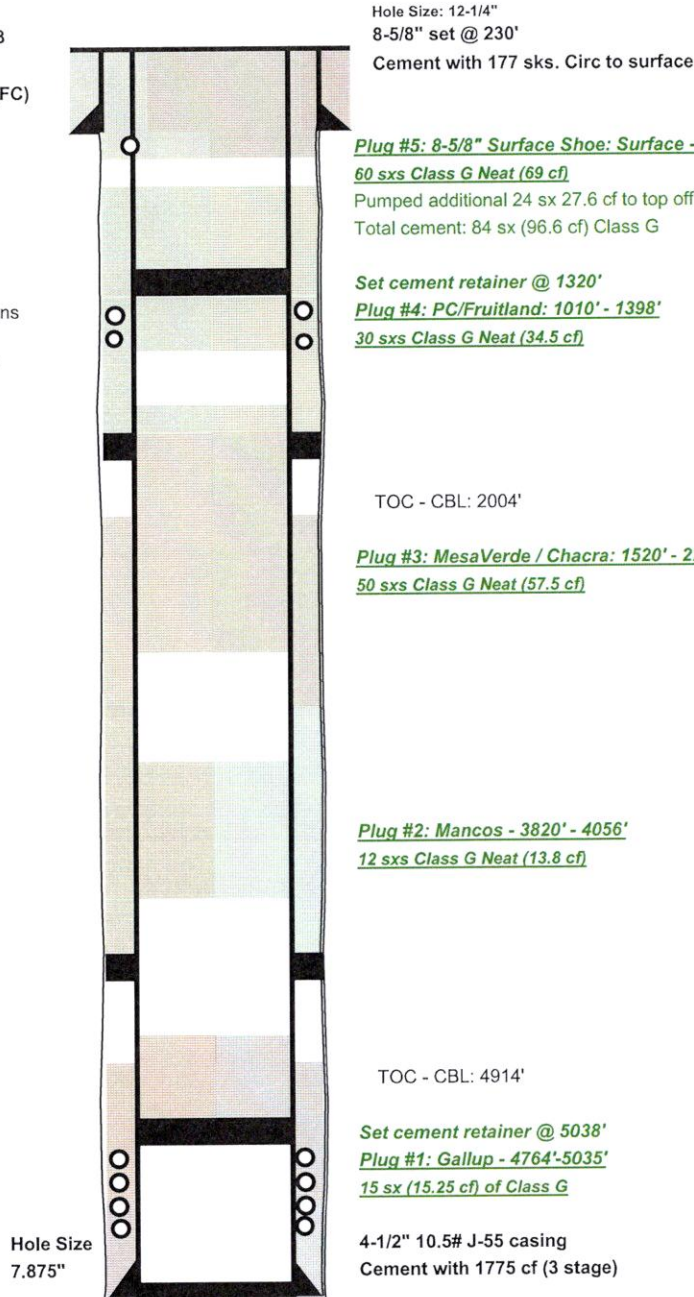 Hole Size: 12-1/4"
8-5/8" set @ 230'
Cement with 177 sks. Circ to surface
FC)
Plug #5: 8-5/8" Surface Shoe: Surface -
60 sxs Class G Neat (69 cf)
Pumped additional 24 sx 27.6 cf to top off
Total cement: 84 sx (96.6 cf) Class G
Set cement retainer @ 1320'
ns
Plug #4: PC/Fruitland: 1010' - 1398'
30 sxs Class G Neat (34.5 cf)
TOC - CBL: 2004'
Plug #3: MesaVerde / Chacra: 1520' - 2
50 sxs Class G Neat (57.5 cf)
Plug #2: Mancos - 3820' - 4056'
12 sxs Class G Neat (13.8 cf)
TOC - CBL: 4914'
Set cement retainer @ 5038'
Plug #1: Gallup - 4764'-5035'
15 sx (15.25 cf) of Class G
Hole Size
7.875"
4-1/2" 10.5# J-55 casing
Cement with 1775 cf (3 stage)